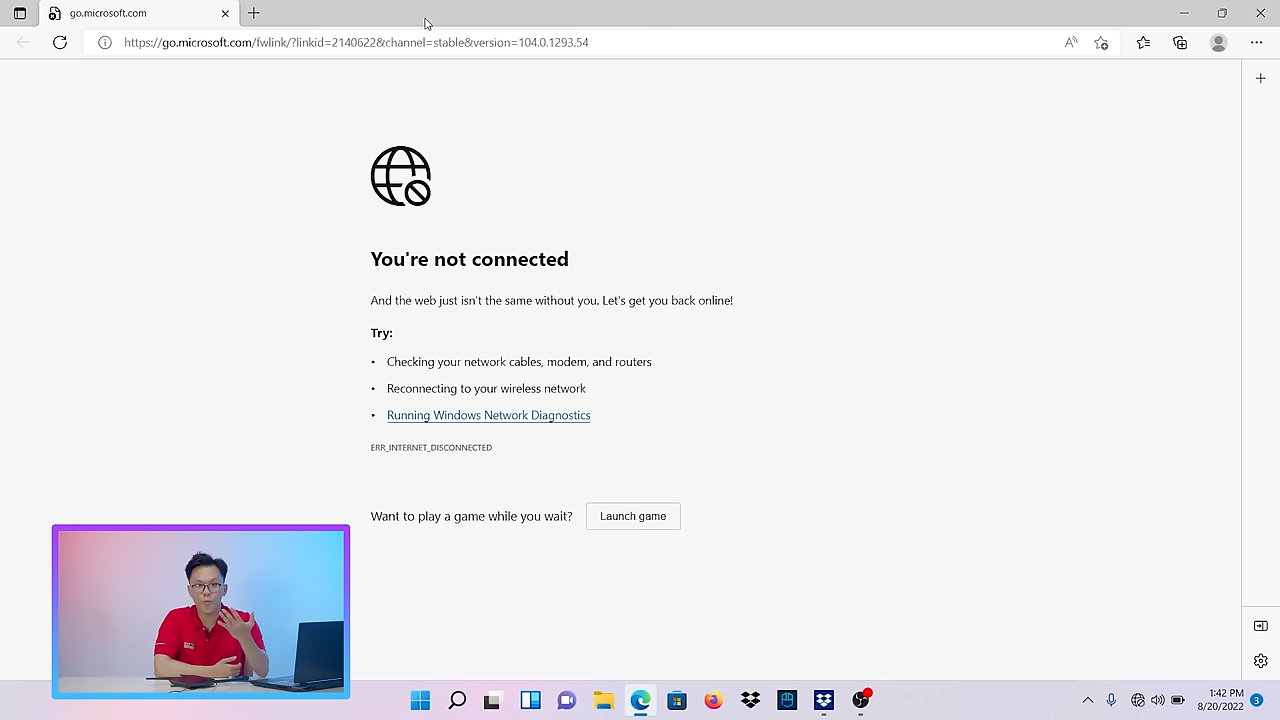 go.microsoft.com
https://go.microsoft.com/fwlink/?linkid=2140622&channel=stable&version=104.0.1293.54
You're not connected
And the web just isn't the same without you. Let's get you back online!
Try:
• Checking your network cables, modem, and routers
• Reconnecting to your wireless network
• Running Windows Network Diagnostics
ERR_INTERNET_DISCONNECTED
Want to play a game while you wait?
Launch game
1:42 PM
8/20/2022
3